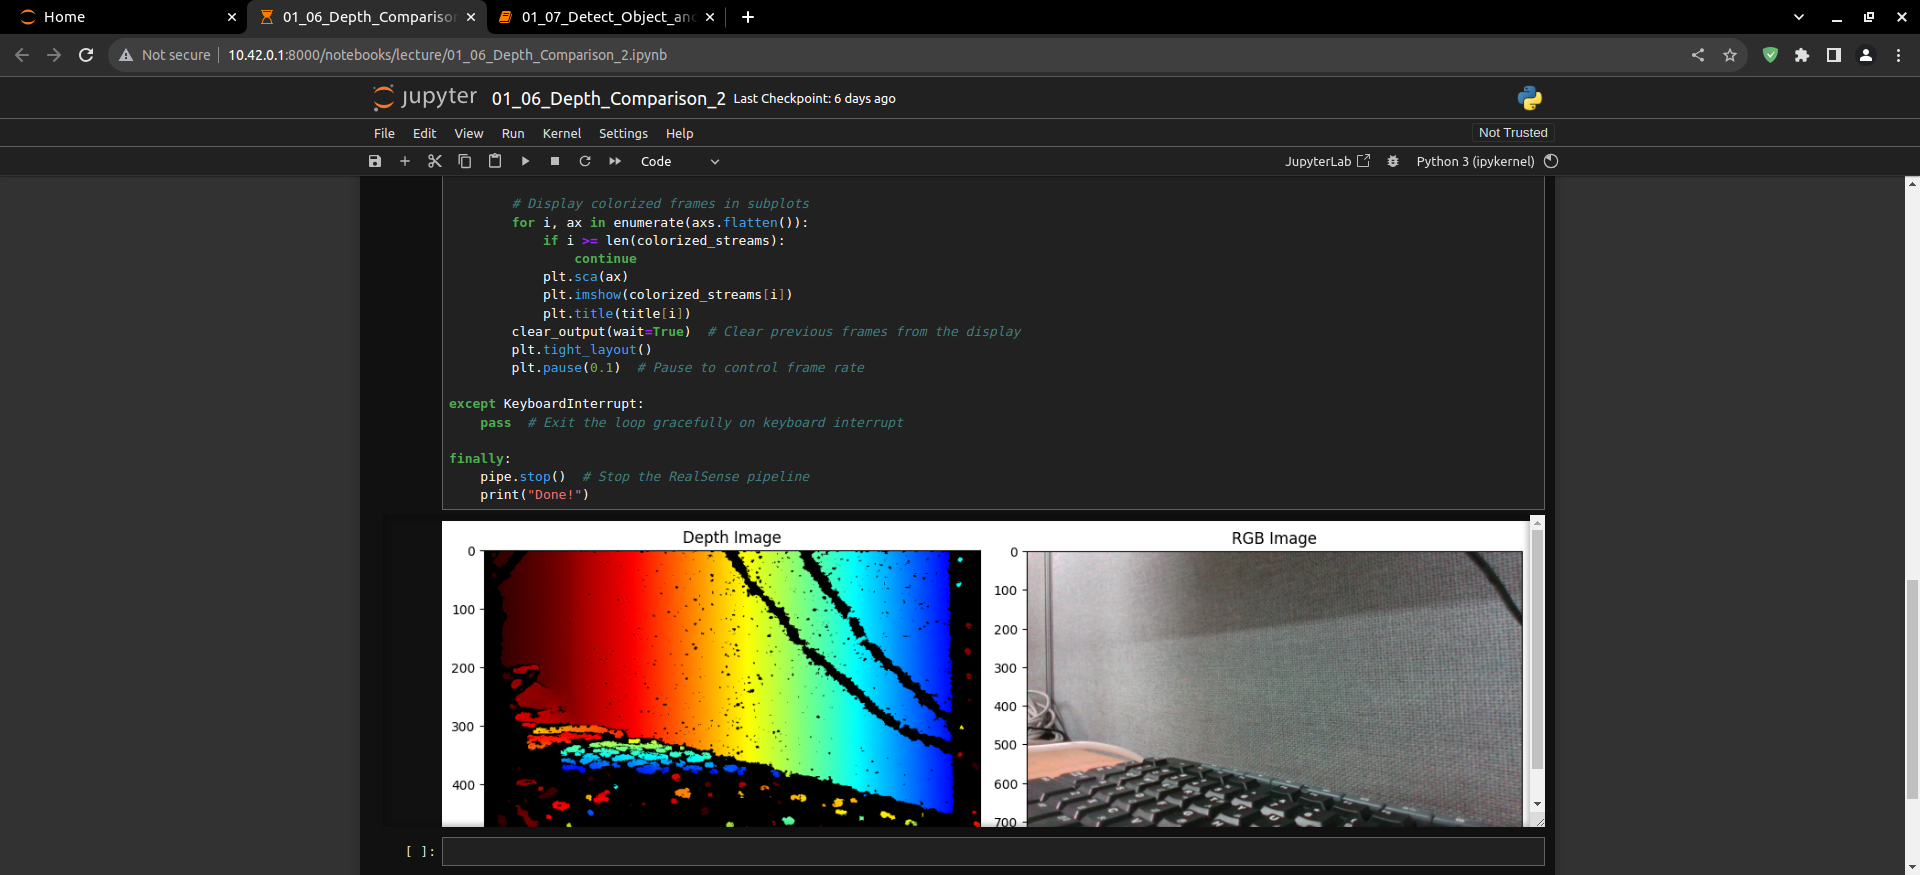 Home
01_06_Depth_Comparison
01_07_Detect_Object_an
Not secure
10.42.0.1:8000/notebooks/lecture/01_06_Depth_Comparison_2.ipynb
jupyter 01_06_Depth_Comparison_2 Last Checkpoint: 6 days ago
File Edit View Run Kernel Settings Help
Not Trusted
Code
JupyterLab
Python 3 (ipykernel)
# Display colorized frames in subplots
for i, ax in enumerate(axs.flatten()):
if i >= len(colorized_streams):
continue
plt.sca(ax)
plt.imshow(colorized_streams[i])
plt.title(title[i])
clear_output(wait=True)  # Clear previous frames from the display
plt.tight_layout()
plt.pause(0.1)  # Pause to control frame rate
except KeyboardInterrupt:
pass  # Exit the loop gracefully on keyboard interrupt
finally:
pipe.stop()  # Stop the RealSense pipeline
print("Done!")
Depth Image
0
100
200
300
400
RGB Image
0
100
200
300
400
500
600
700
[ ]: